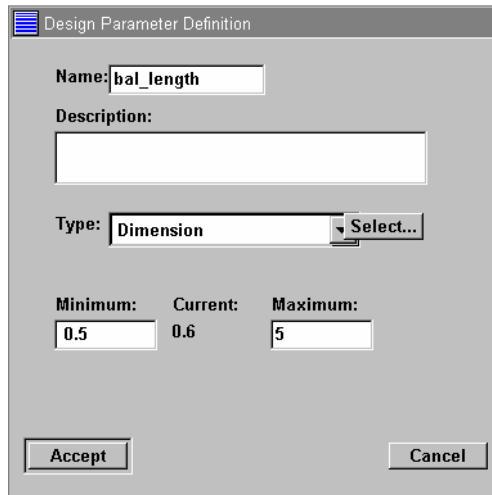 Design Parameter Definition
Name: bal_length
Description:
Type: Dimension Select...
Minimum: Current: Maximum:
0.5 0.6 5
Accept Cancel